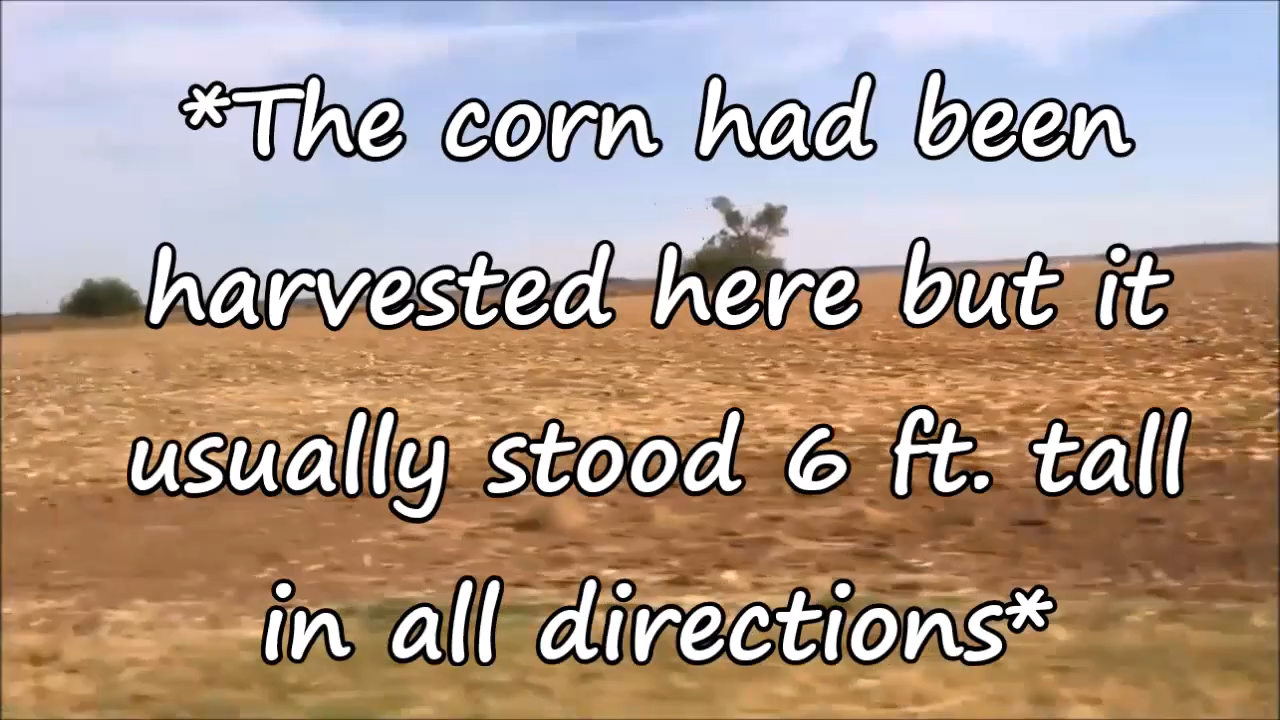 *The corn had been
harvested here but it
usually stood 6 ft. tall
in all directions*